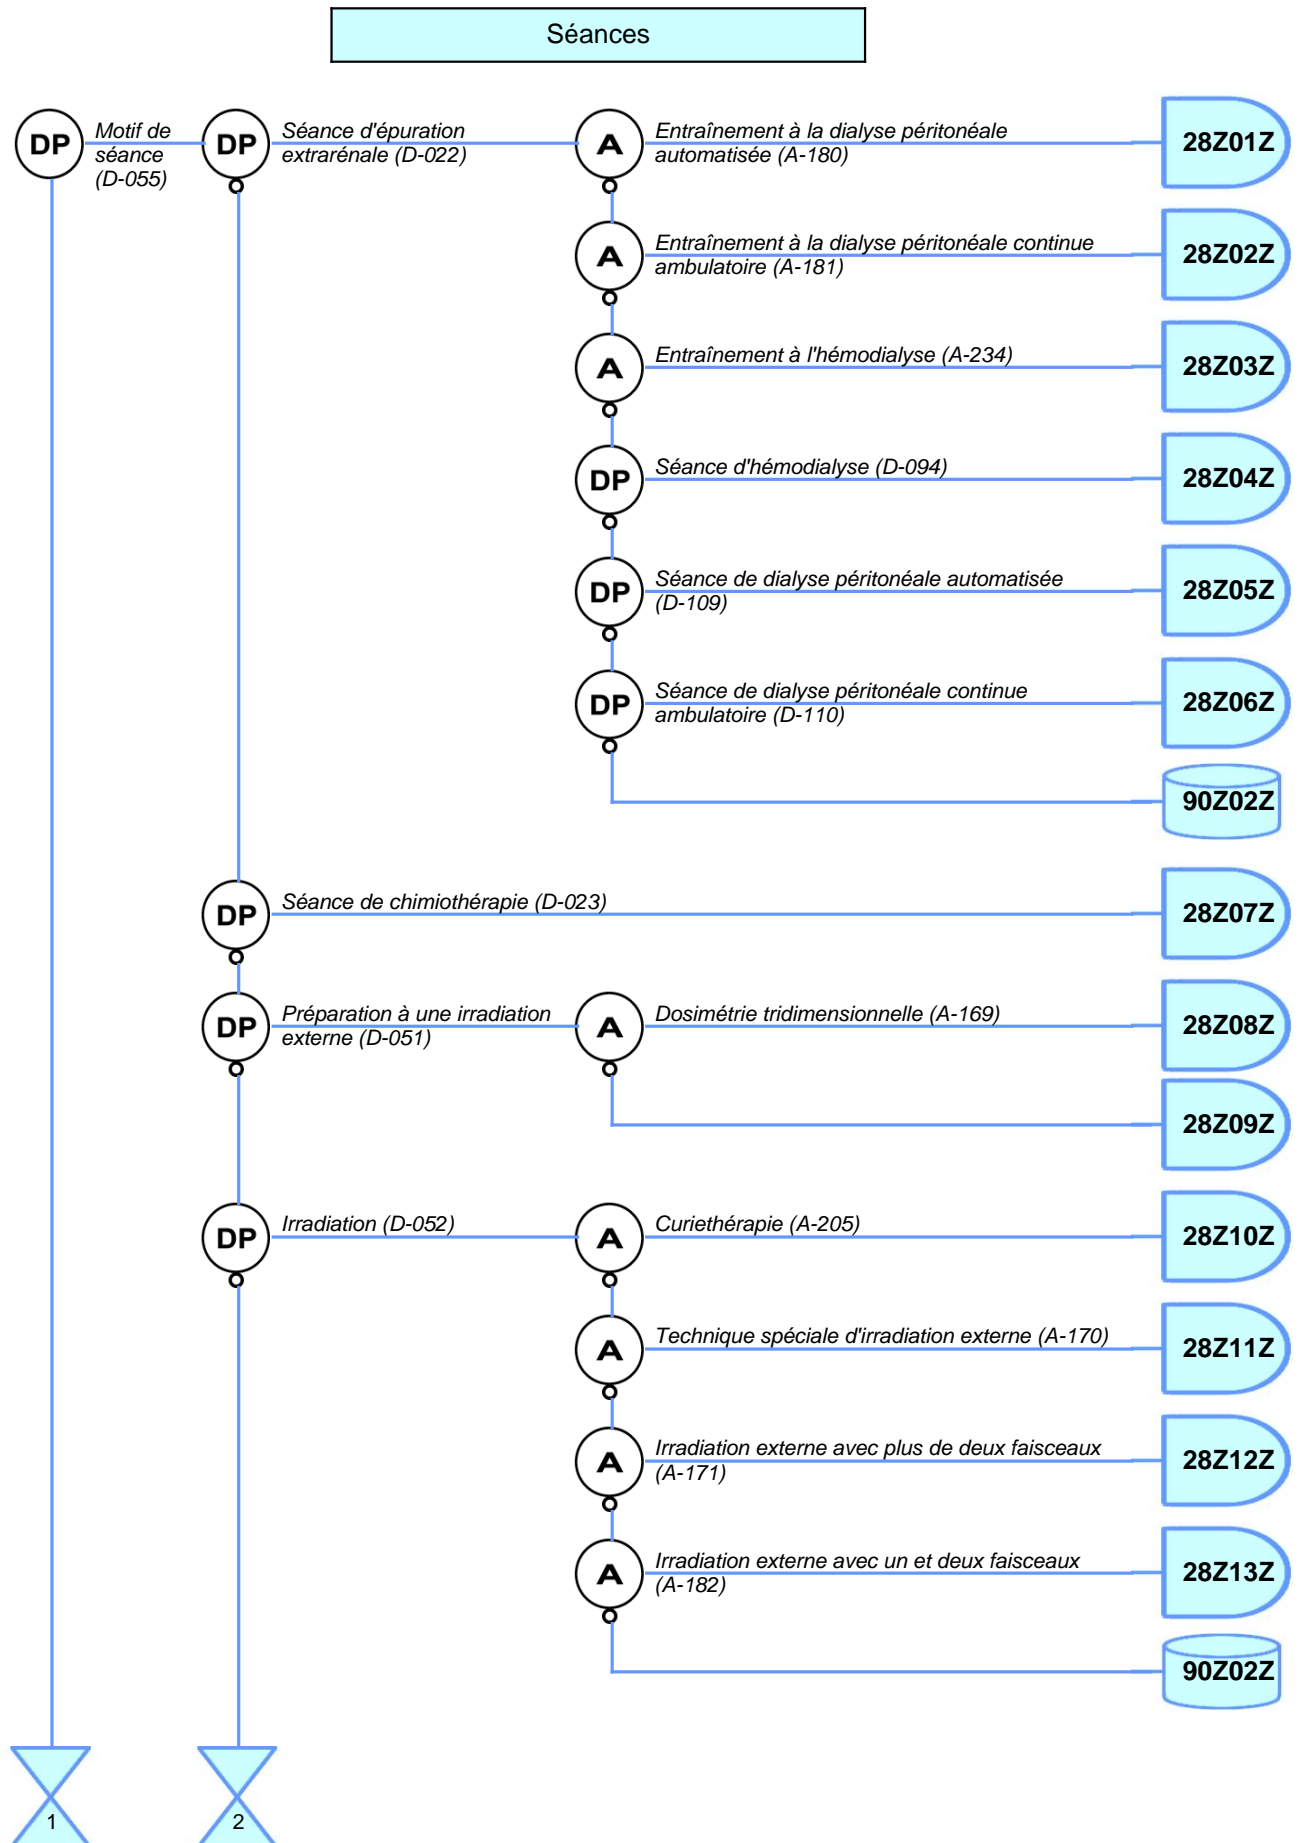 Séances
DP
Motif de
séance
(D-055)
DP
Séance d'épuration
extrarénale (D-022)
A
Entraînement à la dialyse péritonéale
automatisée (A-180)
28Z01Z
A
Entraînement à la dialyse péritonéale continue
ambulatoire (A-181)
28Z02Z
A
Entraînement à l'hémodialyse (A-234)
28Z03Z
DP
Séance d'hémodialyse (D-094)
28Z04Z
DP
Séance de dialyse péritonéale automatisée
(D-109)
28Z05Z
DP
Séance de dialyse péritonéale continue
ambulatoire (D-110)
28Z06Z
90Z02Z
DP
Séance de chimiothérapie (D-023)
28Z07Z
DP
Préparation à une irradiation
externe (D-051)
A
Dosimétrie tridimensionnelle (A-169)
28Z08Z
28Z09Z
DP
Irradiation (D-052)
A
Curiethérapie (A-205)
28Z10Z
A
Technique spéciale d'irradiation externe (A-170)
28Z11Z
A
Irradiation externe avec plus de deux faisceaux
(A-171)
28Z12Z
A
Irradiation externe avec un et deux faisceaux
(A-182)
28Z13Z
90Z02Z
1
2